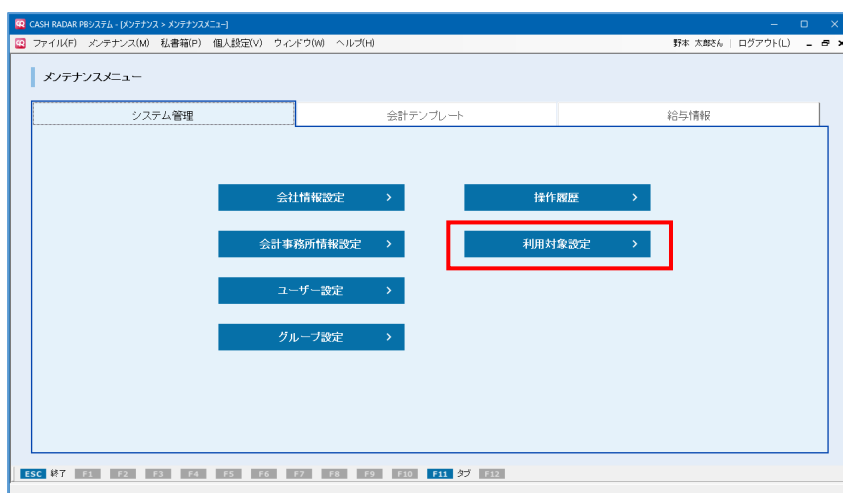 CASH RADAR PBシステム - [メンテナンス > メンテナンスメニュー]
ファイル(F) メンテナンス(M) 私書箱(P) 個人設定(V) ウィンドウ(W) ヘルプ(H) 野本 太郎さん | ログアウト(L)
メンテナンスメニュー
システム管理 会計テンプレート 給与情報
会社情報設定 > 操作履歴 >
会計事務所情報設定 > 利用対象設定 >
ユーザー設定 >
グループ設定 >
ESC 終了 F1 F2 F3 F4 F5 F6 F7 F8 F9 F10 F11 タブ F12